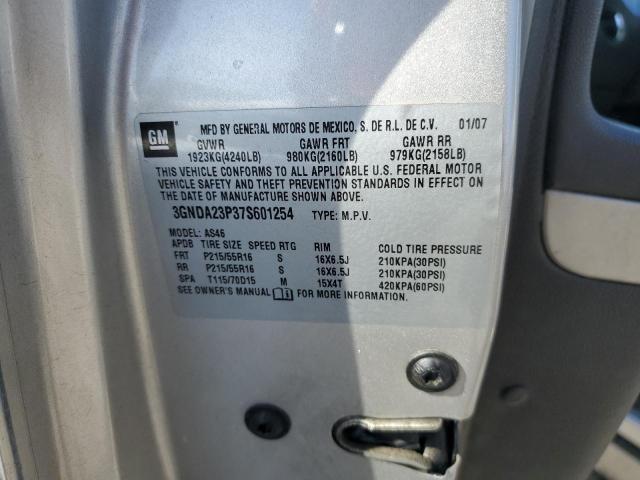 GM
MFD BY GENERAL MOTORS DE MEXICO, S. DE R.L. DE C.V. 01/07
GVWR GAWR FRT GAWR RR
1923KG(4240LB) 980KG(2160LB) 979KG(2158LB)
THIS VEHICLE CONFORMS TO ALL APPLICABLE U.S. FEDERAL MOTOR
VEHICLE SAFETY AND THEFT PREVENTION STANDARDS IN EFFECT ON
THE DATE OF MANUFACTURE SHOWN ABOVE.
3GNDA23P37S601254 TYPE: M.P.V.
MODEL: AS46
APDB TIRE SIZE SPEED RTG RIM COLD TIRE PRESSURE
FRT P215/55R16 S 16X6.5J 210KPA(30PSI)
RR P215/55R16 S 16X6.5J 210KPA(30PSI)
SPA T115/70D15 M 15X4T 420KPA(60PSI)
SEE OWNER'S MANUAL FOR MORE INFORMATION.